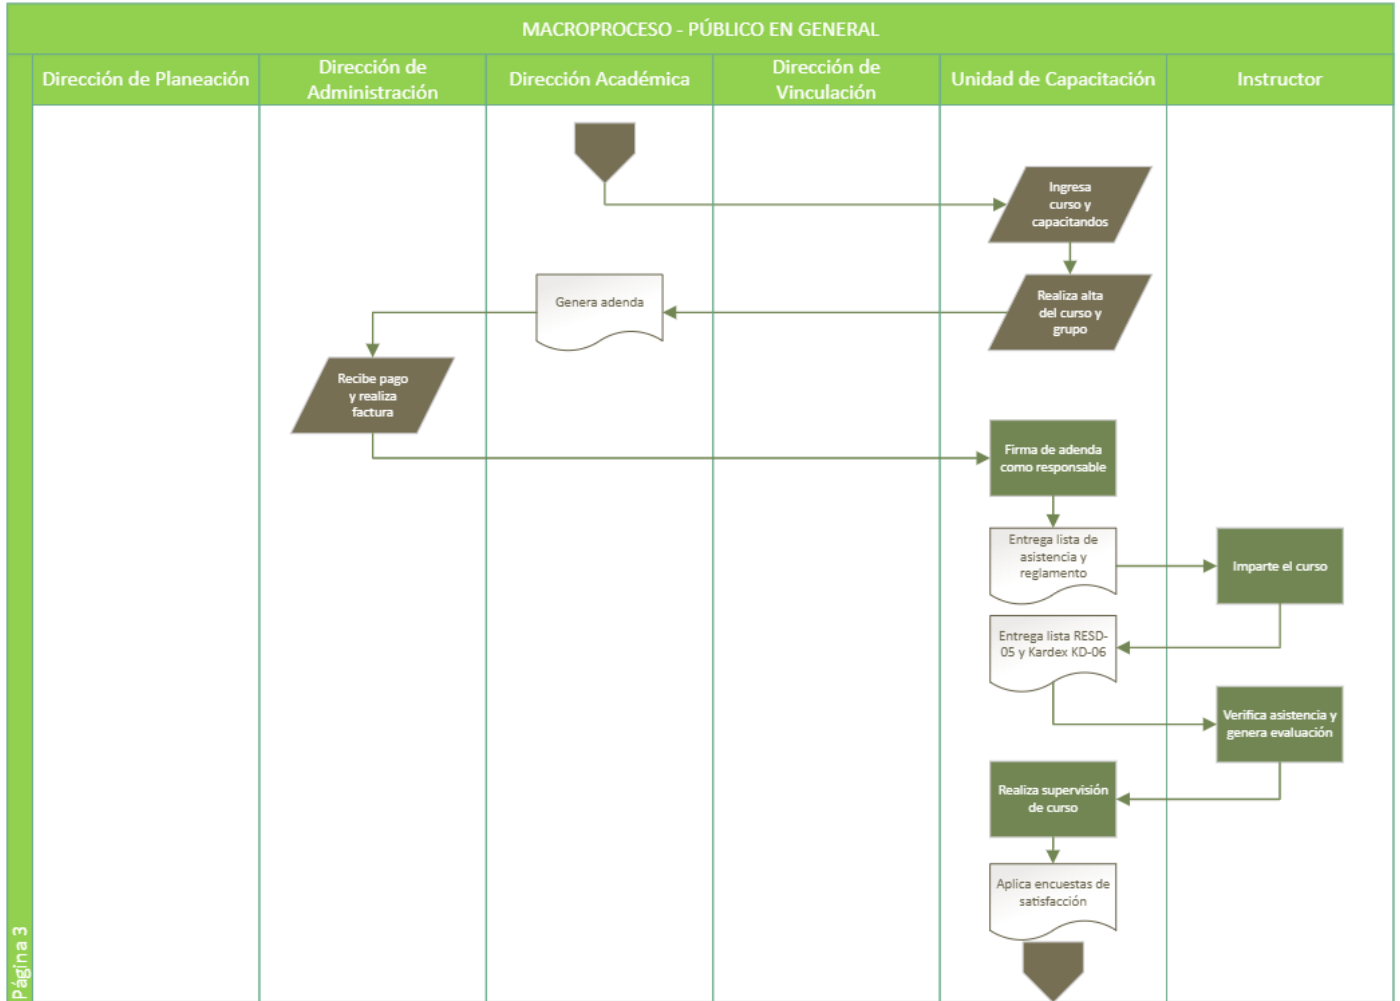 MACROPROCESO - PÚBLICO EN GENERAL
Dirección de Planeación
Dirección de
Administración
Dirección Académica
Dirección de
Vinculación
Unidad de Capacitación
Instructor
Ingresa
curso y
capacitandos
Realiza alta
del curso y
grupo
Genera adenda
Recibe pago
y realiza
factura
Firma de adenda
como responsable
Entrega lista de
asistencia y
reglamento
Imparte el curso
Entrega lista RESD-
05 y Kardex KD-06
Verifica asistencia y
genera evaluación
Realiza supervisión
de curso
Aplica encuestas de
satisfacción
Página 3